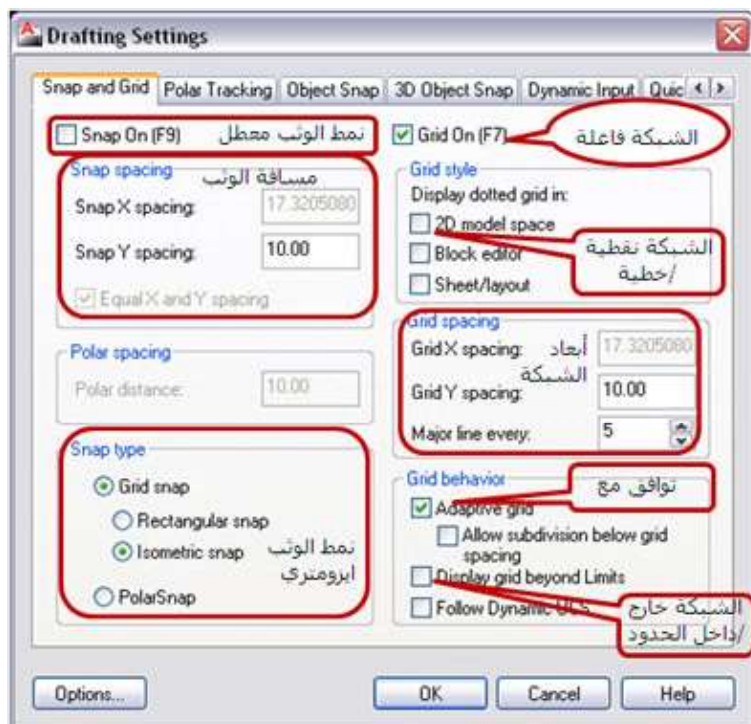 Drafting Settings
Snap and Grid Polar Tracking Object Snap 3D Object Snap Dynamic Input Quic
Snap On (F9) نمط الوثب معطل
Grid On (F7) الشبكة فاعلة
Snap spacing
مسافة الوثب
Snap X spacing: 17.3205080
Snap Y spacing: 10.00
Equal X and Y spacing
Grid style
Display dotted grid in:
2D model space
Block editor
Sheet/layout
الشبكة نقطية
/خطية
Polar spacing
Polar distance: 10.00
Grid spacing
Grid X spacing: أبعاد 17.3205080
الشبكة
Grid Y spacing: 10.00
Major line every: 5
Snap type
Grid snap
Rectangular snap
Isometric snap نمط الوثب
ايزومتري
PolarSnap
Grid behavior
توافق مع
Adaptive grid
Allow subdivision below grid
spacing
Display grid beyond Limits
Follow Dynamic UCS
الشبكة خارج
/داخل الحدود
Options... OK Cancel Help